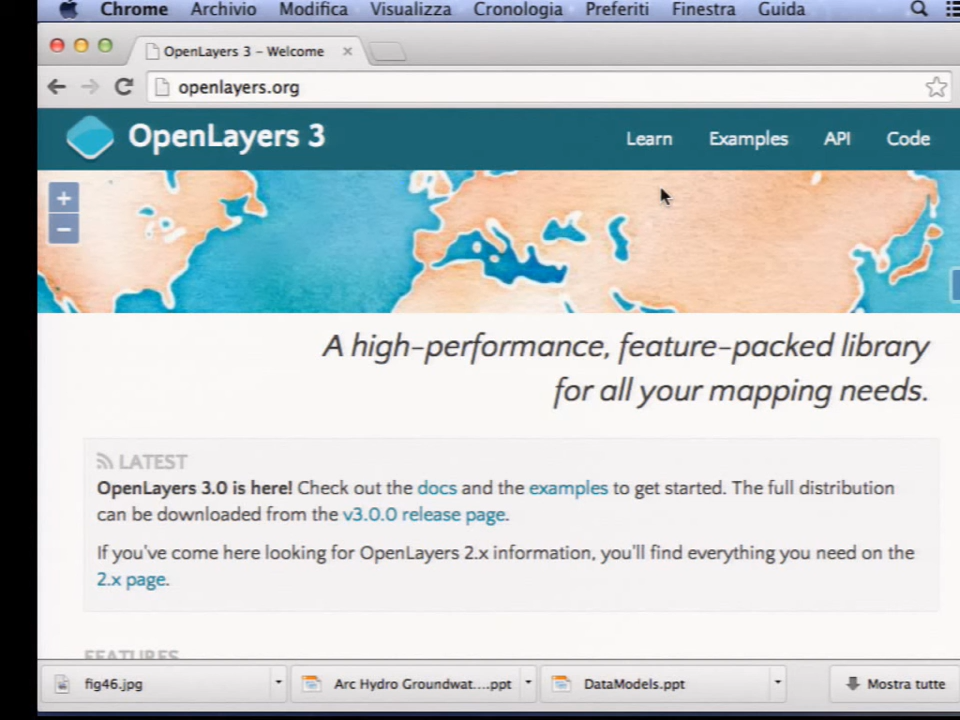 Chrome Archivio Modifica Visualizza Cronologia Preferiti Finestra Guida
OpenLayers 3 – Welcome
openlayers.org
OpenLayers 3 Learn Examples API Code
+
−
A high-performance, feature-packed library
for all your mapping needs.
LATEST
OpenLayers 3.0 is here! Check out the docs and the examples to get started. The full distribution
can be downloaded from the v3.0.0 release page.
If you've come here looking for OpenLayers 2.x information, you'll find everything you need on the
2.x page.
FEATURES
fig46.jpg Arc Hydro Groundwat....ppt DataModels.ppt Mostra tutte